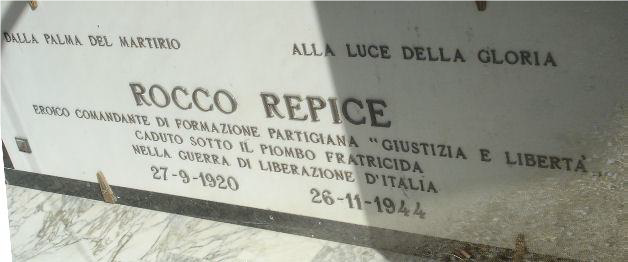 DALLA PALMA DEL MARTIRIO ALLA LUCE DELLA GLORIA
ROCCO REPICE
EROICO COMANDANTE DI FORMAZIONE PARTIGIANA "GIUSTIZIA E LIBERTA'"
CADUTO SOTTO IL PIOMBO FRATRICIDA
NELLA GUERRA DI LIBERAZIONE D'ITALIA
27-9-1920 26-11-1944